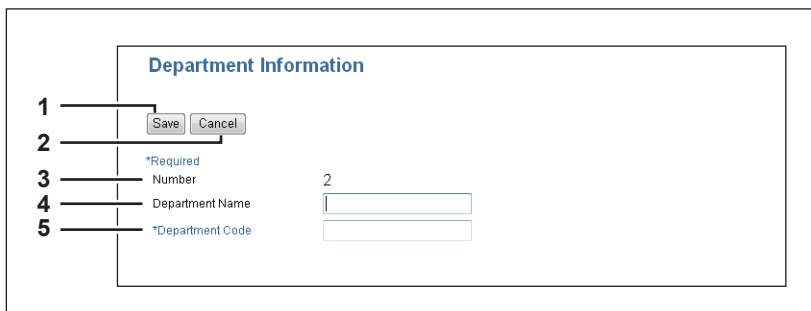 Department Information
1
Save Cancel
2
*Required
3 Number 2
4 Department Name
5 *Department Code